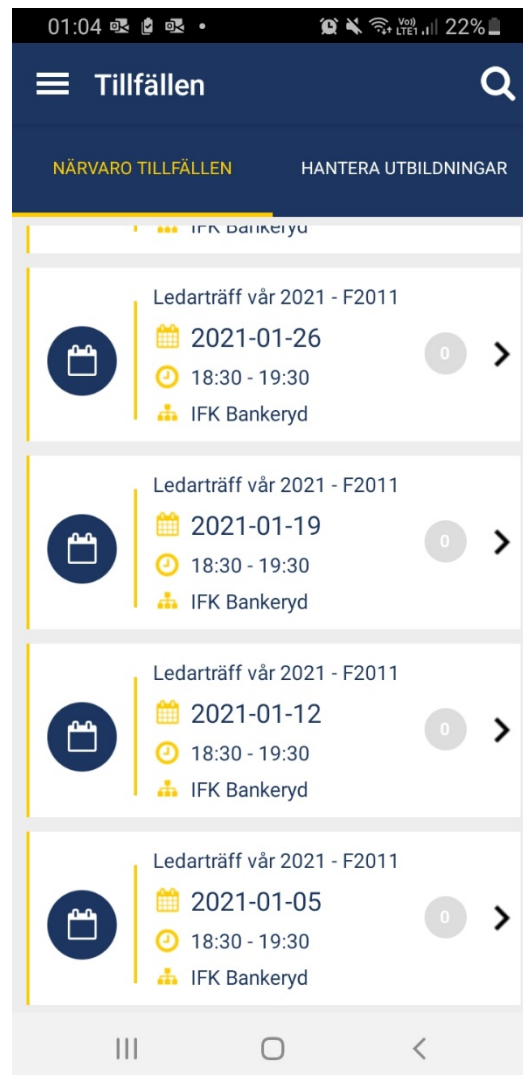 01:04 22%
Vo)) LTE1
Tillfällen
NÄRVARO TILLFÄLLEN HANTERA UTBILDNINGAR
IFK Bankeryd
Ledarträff vår 2021 - F2011
2021-01-26
0
18:30 - 19:30
IFK Bankeryd
Ledarträff vår 2021 - F2011
2021-01-19
0
18:30 - 19:30
IFK Bankeryd
Ledarträff vår 2021 - F2011
2021-01-12
0
18:30 - 19:30
IFK Bankeryd
Ledarträff vår 2021 - F2011
2021-01-05
0
18:30 - 19:30
IFK Bankeryd